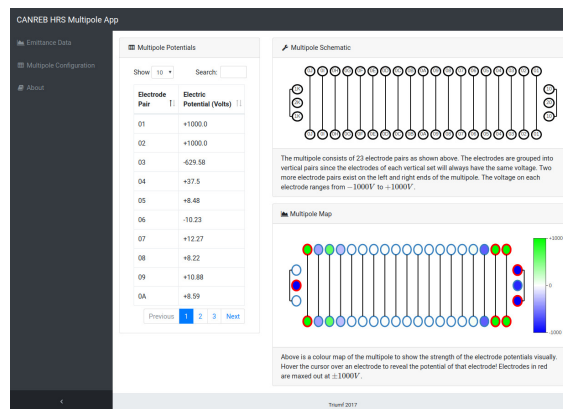 CANREB HRS Multipole App
Emittance Data
Multipole Configuration
About
Multipole Potentials
Show 10 Search:
Electrode Pair
Electric Potential (Volts)
01 +1000.0
02 +1000.0
03 -629.58
04 +37.5
05 +8.48
06 -10.23
07 +12.27
08 +8.22
09 +10.88
0A +8.59
Previous 1 2 3 Next
Multipole Schematic
The multipole consists of 23 electrode pairs as shown above. The electrodes are grouped into
vertical pairs since the electrodes of each vertical set will always have the same voltage. Two
more electrode pairs exist on the left and right ends of the multipole. The voltage on each
electrode ranges from −1000V to +1000V.
Multipole Map
+1000
0
-1000
Above is a colour map of the multipole to show the strength of the electrode potentials visually.
Hover the cursor over an electrode to reveal the potential of that electrode! Electrodes in red
are maxed out at ±1000V.
Triumf 2017